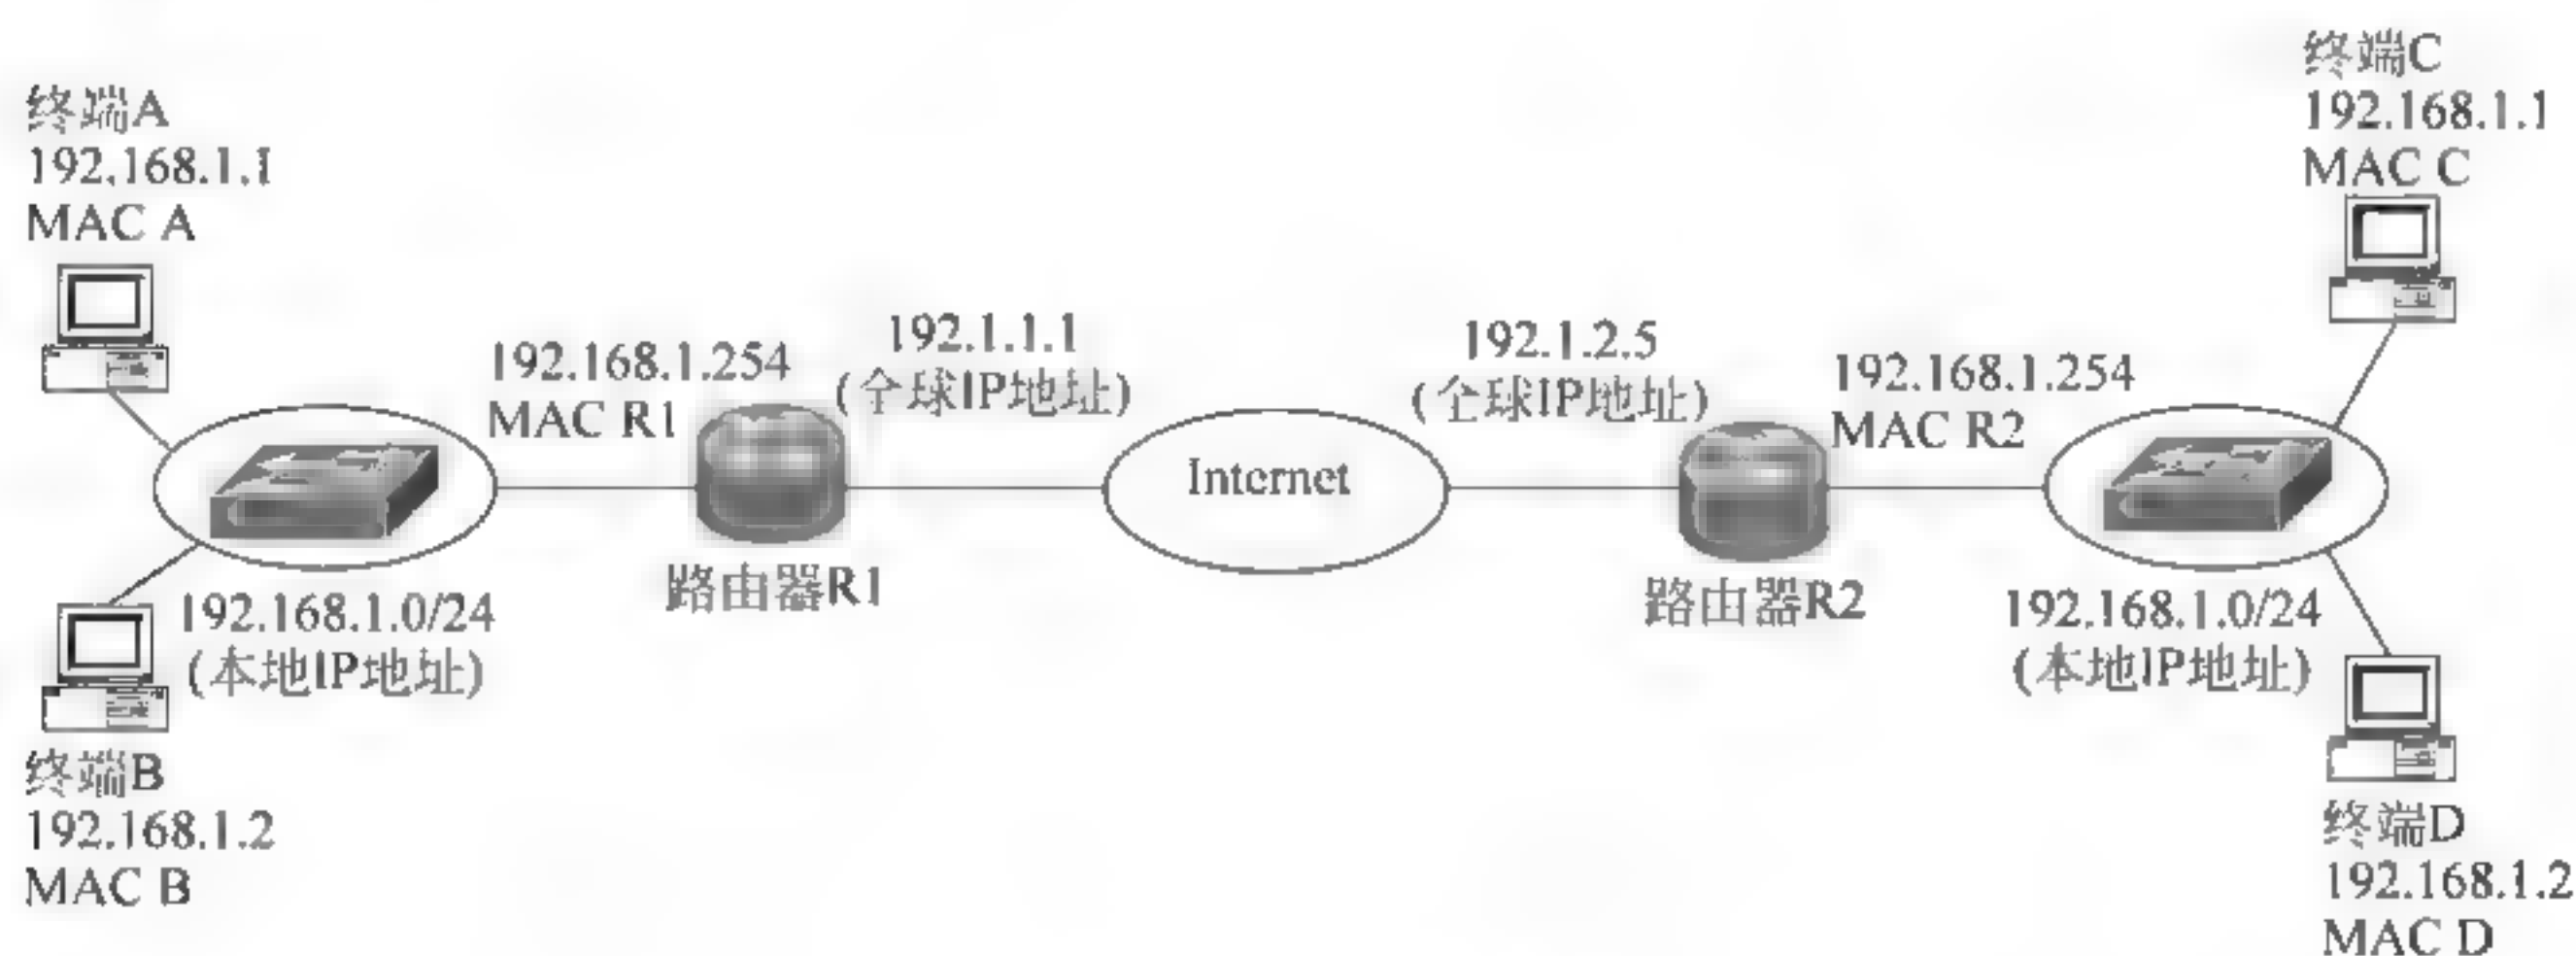 终端A
192.168.1.1
MAC A
192.168.1.254
MAC R1
192.1.1.1
(全球IP地址)
Internet
192.1.2.5
(全球IP地址)
192.168.1.254
MAC R2
终端C
192.168.1.1
MAC C
路由器R1
路由器R2
192.168.1.0/24
(本地IP地址)
192.168.1.0/24
(本地IP地址)
终端B
192.168.1.2
MAC B
终端D
192.168.1.2
MAC D